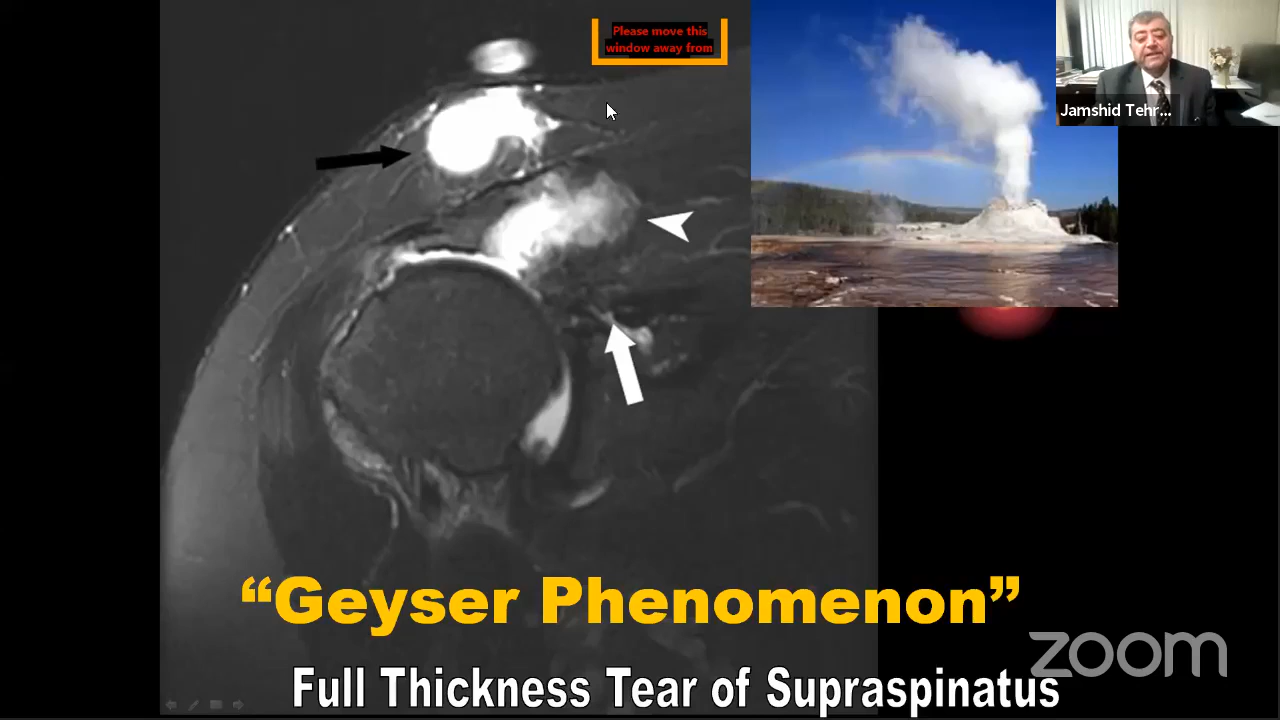 Please move this
window away from
Jamshid Tehr...
“Geyser Phenomenon”
zoom
Full Thickness Tear of Supraspinatus